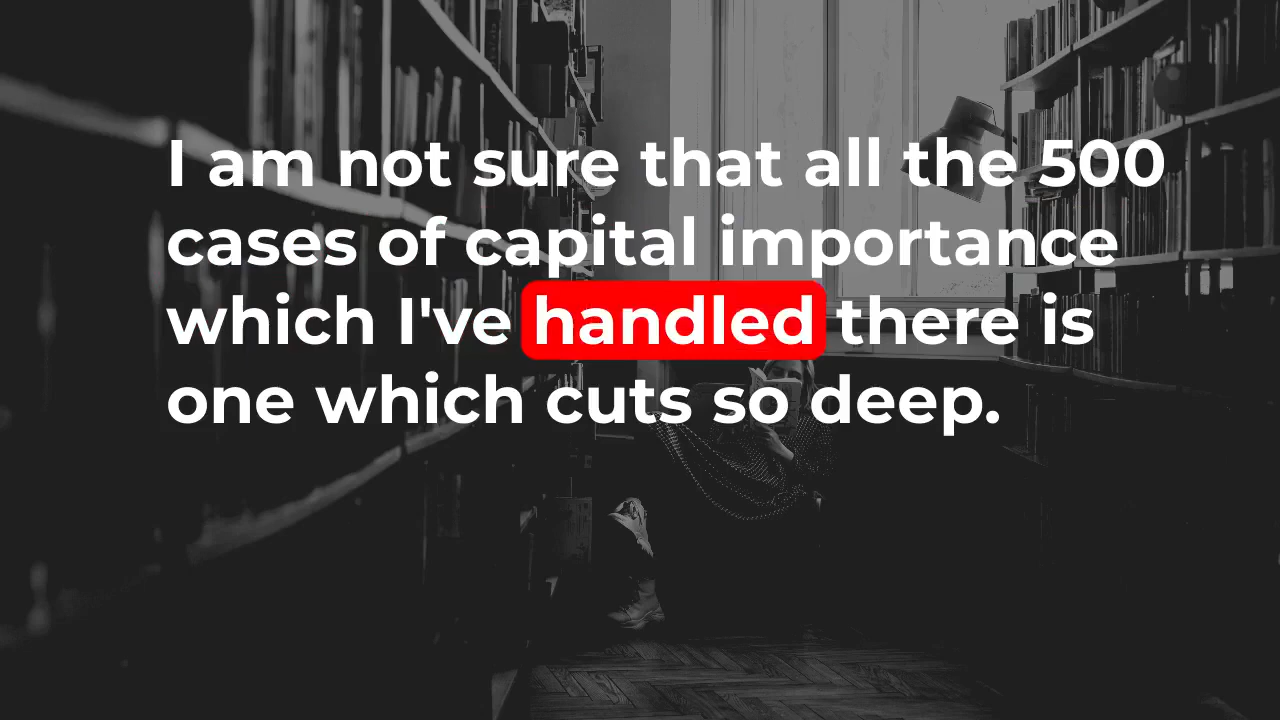 I am not sure that all the 500
cases of capital importance
which I've handled there is
one which cuts so deep.